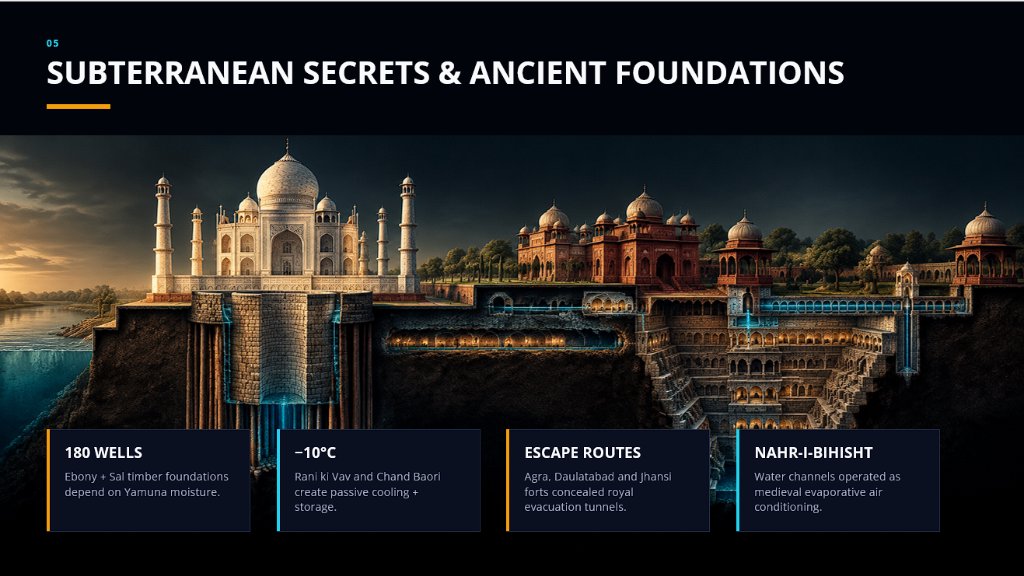 05
SUBTERRANEAN SECRETS & ANCIENT FOUNDATIONS
180 WELLS
Ebony + Sal timber foundations
depend on Yamuna moisture.
−10°C
Rani ki Vav and Chand Baori
create passive cooling +
storage.
ESCAPE ROUTES
Agra, Daulatabad and Jhansi
forts concealed royal
evacuation tunnels.
NAHR-I-BIHISHT
Water channels operated as
medieval evaporative air
conditioning.